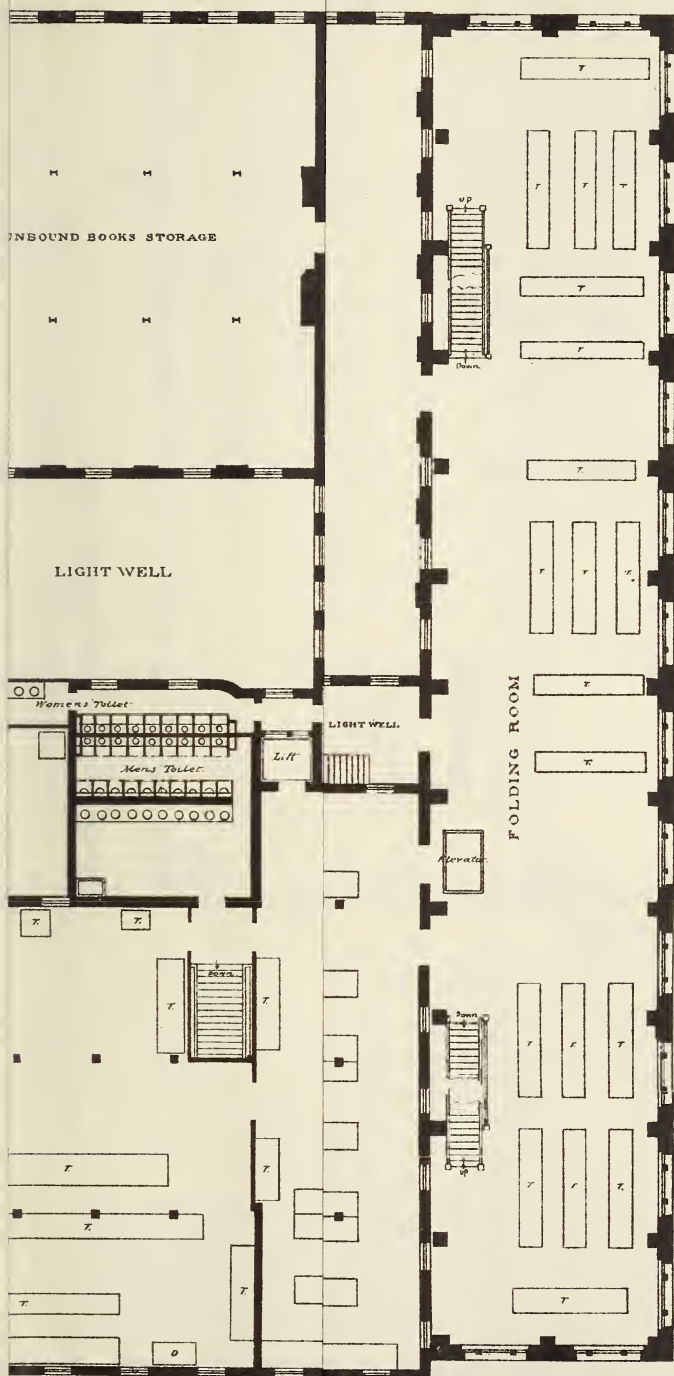 T
UP
T T T
UNBOUND BOOKS STORAGE
T
T
Down
T.
LIGHT WELL
T T T.
T.
Womens Toilet
LIGHT WELL
FOLDING ROOM
Lift
Mens Toilet.
T.
Elevator
T. T.
Down
T. T.
Down
T T T
T. T.
T T T.
UP
T.
T.
T.
T
D